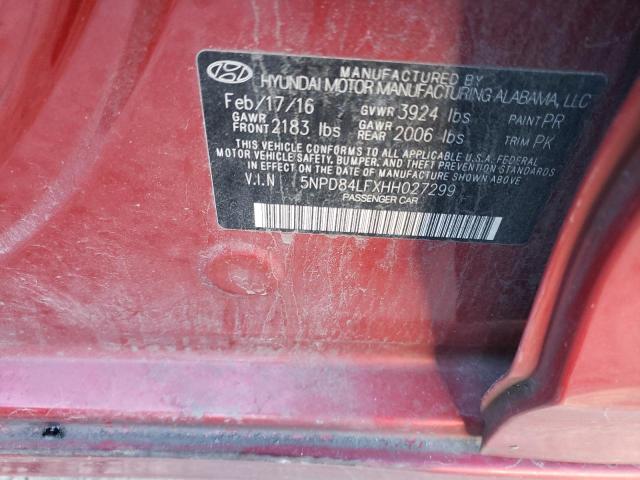 MANUFACTURED BY
HYUNDAI MOTOR MANUFACTURING ALABAMA, LLC
Feb/17/16 GVWR 3924 lbs PAINT PR
GAWR FRONT 2183 lbs GAWR REAR 2006 lbs TRIM PK
THIS VEHICLE CONFORMS TO ALL APPLICABLE U.S.A. FEDERAL
MOTOR VEHICLE SAFETY, BUMPER, AND THEFT PREVENTION STANDARDS
IN EFFECT ON THE DATE OF MANUFACTURE SHOWN ABOVE.
V.I.N 5NPD84LFXHH027299
PASSENGER CAR